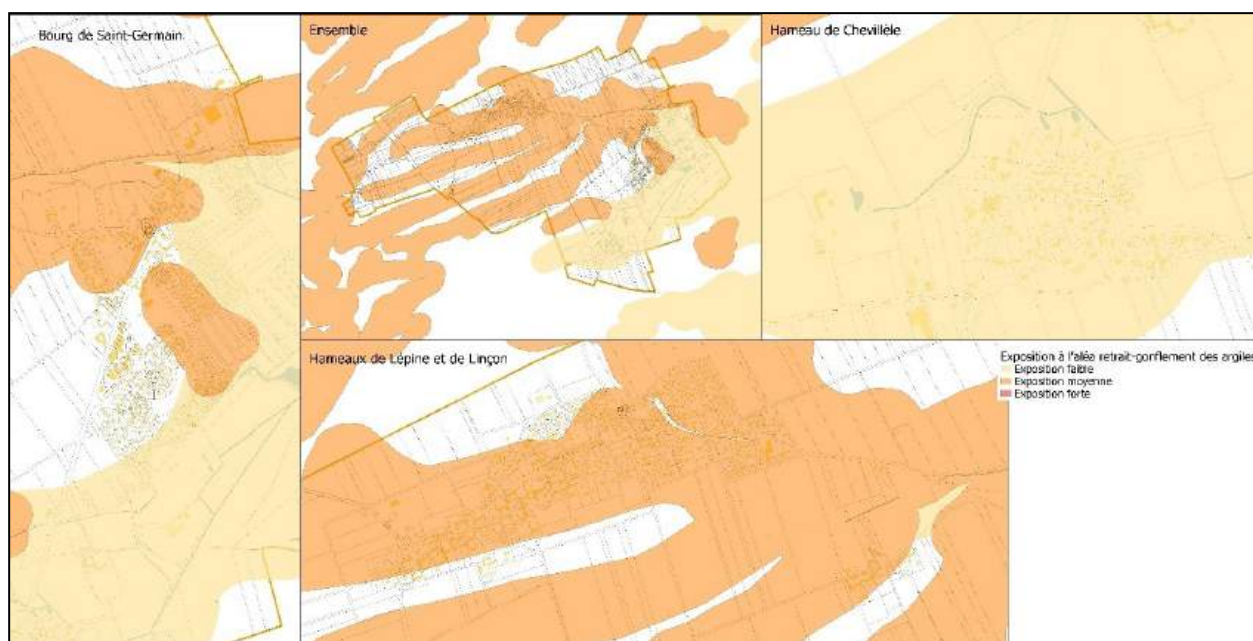 Bourg de Saint-Germain
Ensemble
Hameau de Chevillèle
Hameaux de Lépine et de Linçon
Exposition à l'aléa retrait-gonflement des argiles
Exposition faible
Exposition moyenne
Exposition forte